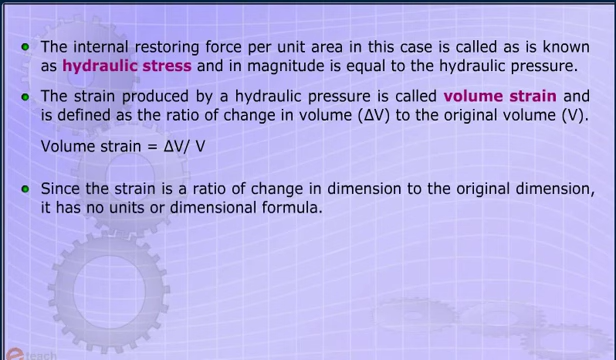 The internal restoring force per unit area in this case is called as is known
as hydraulic stress and in magnitude is equal to the hydraulic pressure.
The strain produced by a hydraulic pressure is called volume strain and
is defined as the ratio of change in volume (ΔV) to the original volume (V).
Volume strain = ΔV/ V
Since the strain is a ratio of change in dimension to the original dimension,
it has no units or dimensional formula.
e teach